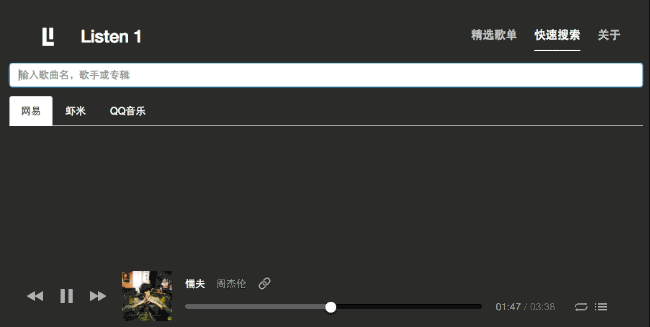 Listen 1
精选歌单 快速搜索 关于
输入歌曲名，歌手或专辑
网易 虾米 QQ音乐
懦夫 周杰伦
01:47 / 03:38